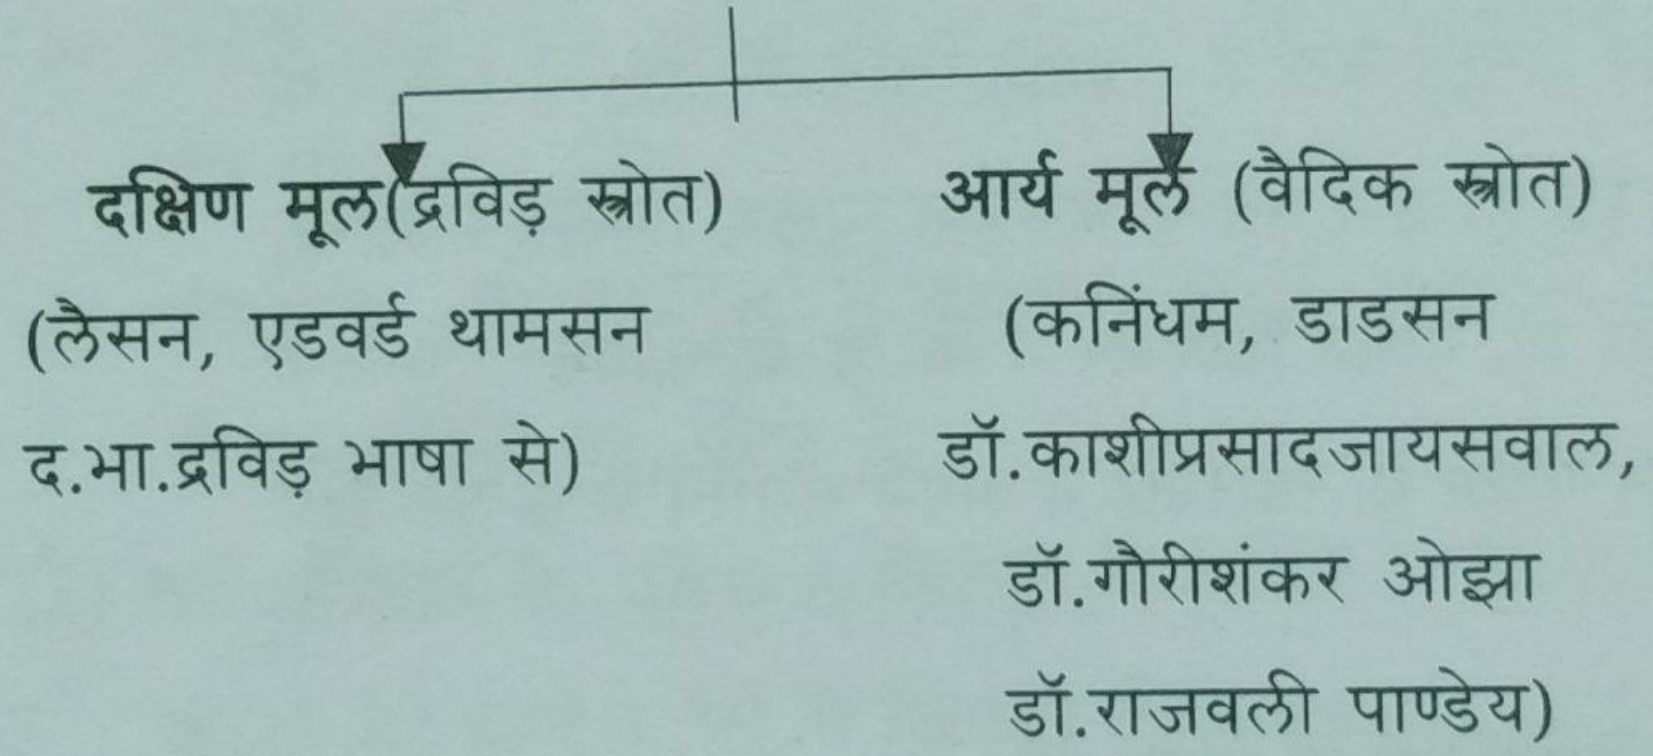 दक्षिण मूल(द्रविड़ स्त्रोत)
(लैसन, एडवर्ड थामसन
द.भा.द्रविड़ भाषा से)
आर्य मूल (वैदिक स्त्रोत)
(कनिंघम, डाडसन
डॉ.काशीप्रसादजायसवाल,
डॉ.गौरीशंकर ओझा
डॉ.राजवली पाण्डेय)